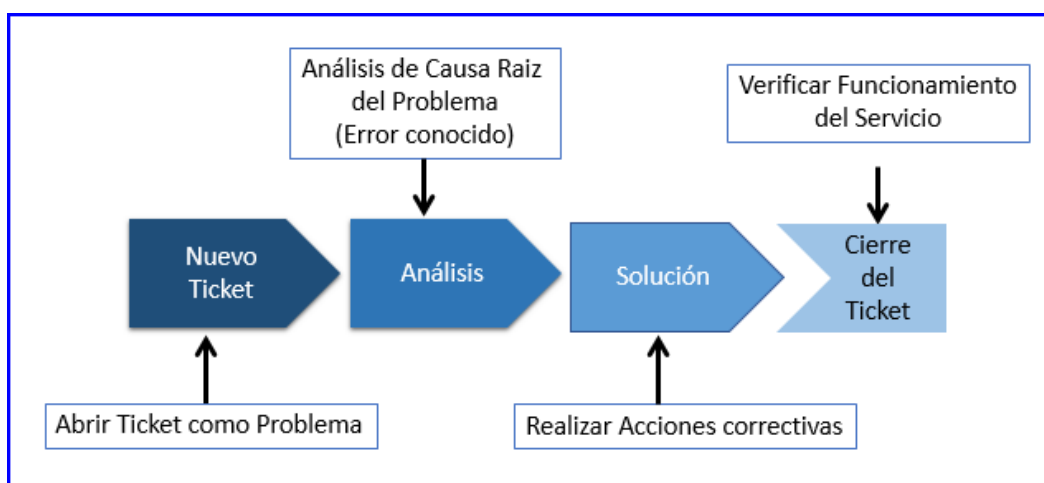 Análisis de Causa Raiz
del Problema
(Error conocido)
Verificar Funcionamiento
del Servicio
Nuevo
Ticket
Análisis
Solución
Cierre
del
Ticket
Abrir Ticket como Problema
Realizar Acciones correctivas